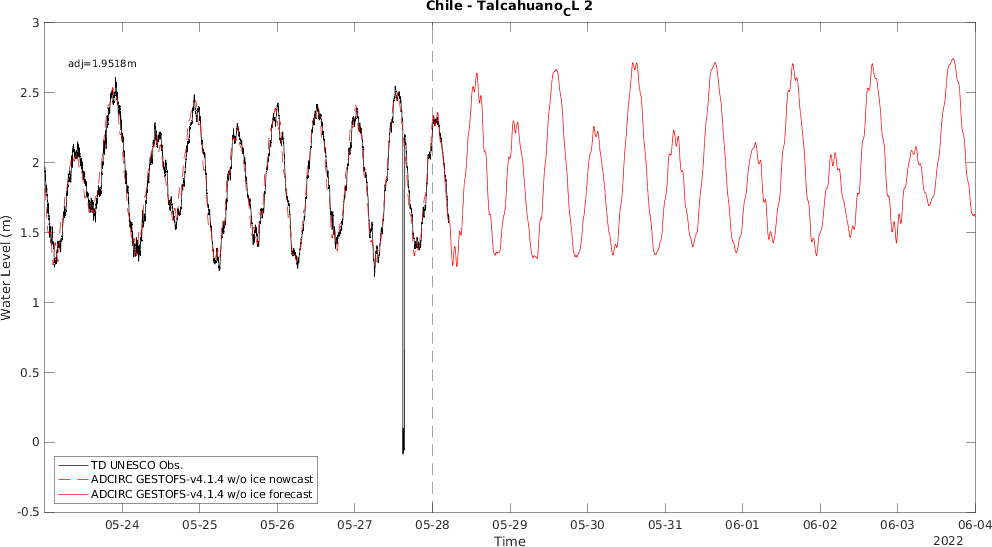 Chile - TalcahuanoCL 2
adj=1.9518m
3
2.5
2
1.5
1
0.5
0
-0.5
Water Level (m)
TD UNESCO Obs.
ADCIRC GESTOFS-v4.1.4 w/o ice nowcast
ADCIRC GESTOFS-v4.1.4 w/o ice forecast
05-24 05-25 05-26 05-27 05-28 05-29 05-30 05-31 06-01 06-02 06-03 06-04
Time
2022